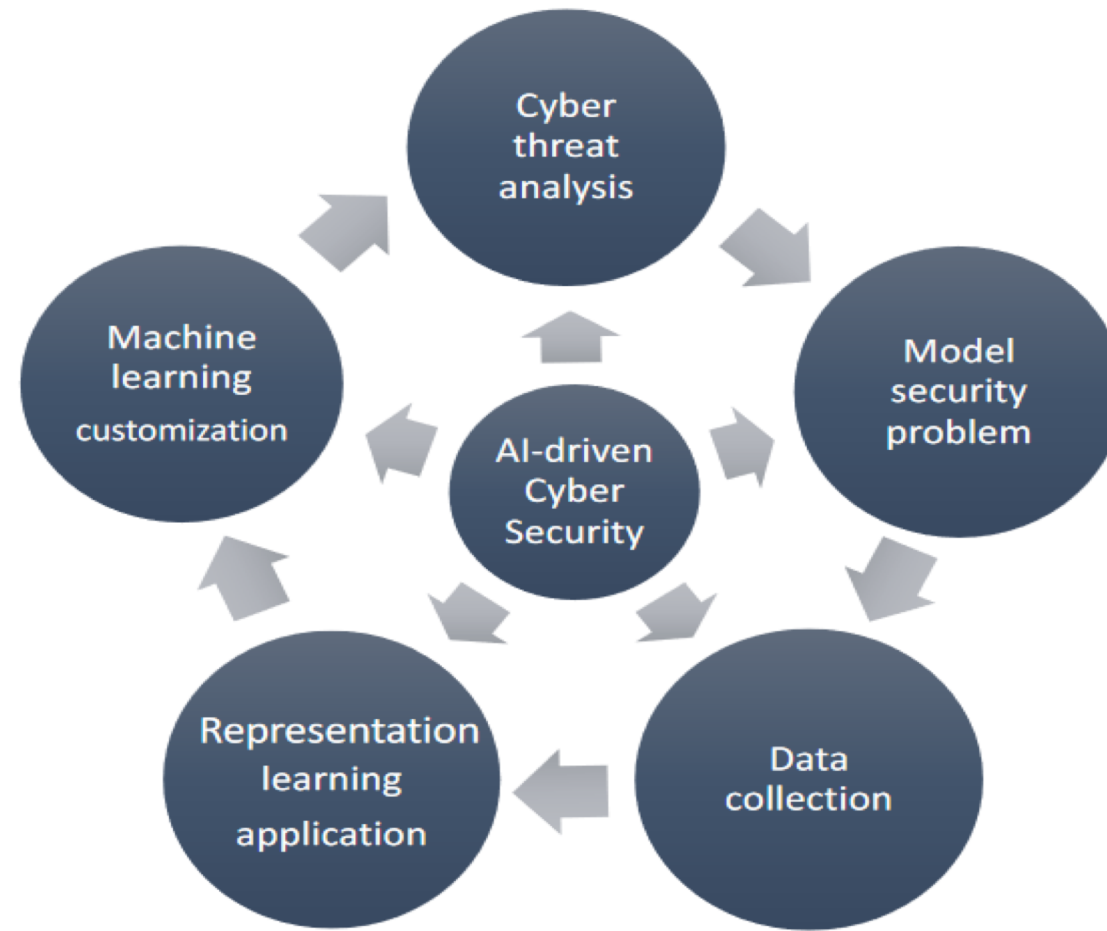 Cyber
threat
analysis
Machine
learning
customization
Model
security
problem
AI-driven
Cyber
Security
Representation
learning
application
Data
collection